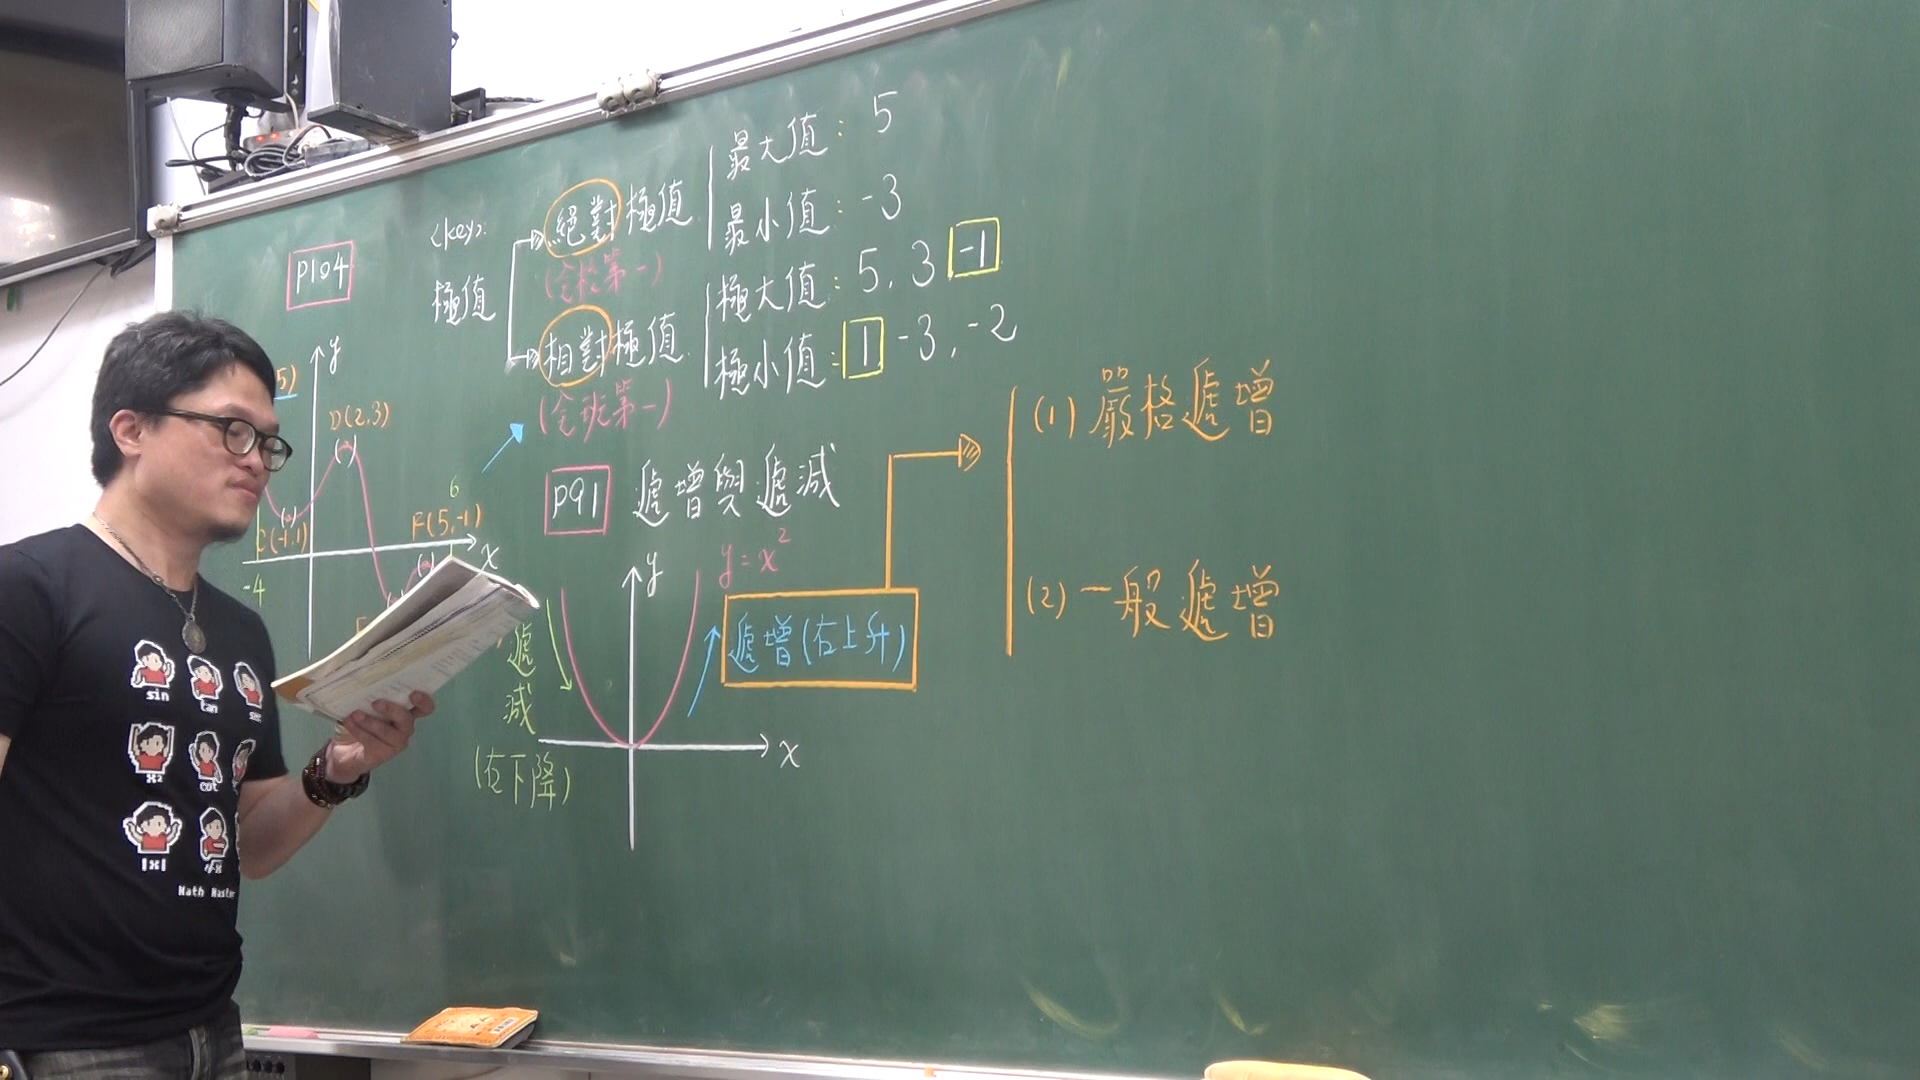 P104
y
5)
D(2,3)
C(-1,1)
6
F(5,-1)
x
-4
E
<key>:
極值
絕對極值
(全校第一)
最大值: 5
最小值: -3
相對極值
(全班第一)
極大值: 5, 3 -1
極小值: 1 -3, -2
P91 遞增與遞減
y
y=x²
x
遞減
(右下降)
遞增(右上升)
(1) 嚴格遞增
(2) 一般遞增
sin
tan
x²
cot
|x|
√x
Math Master